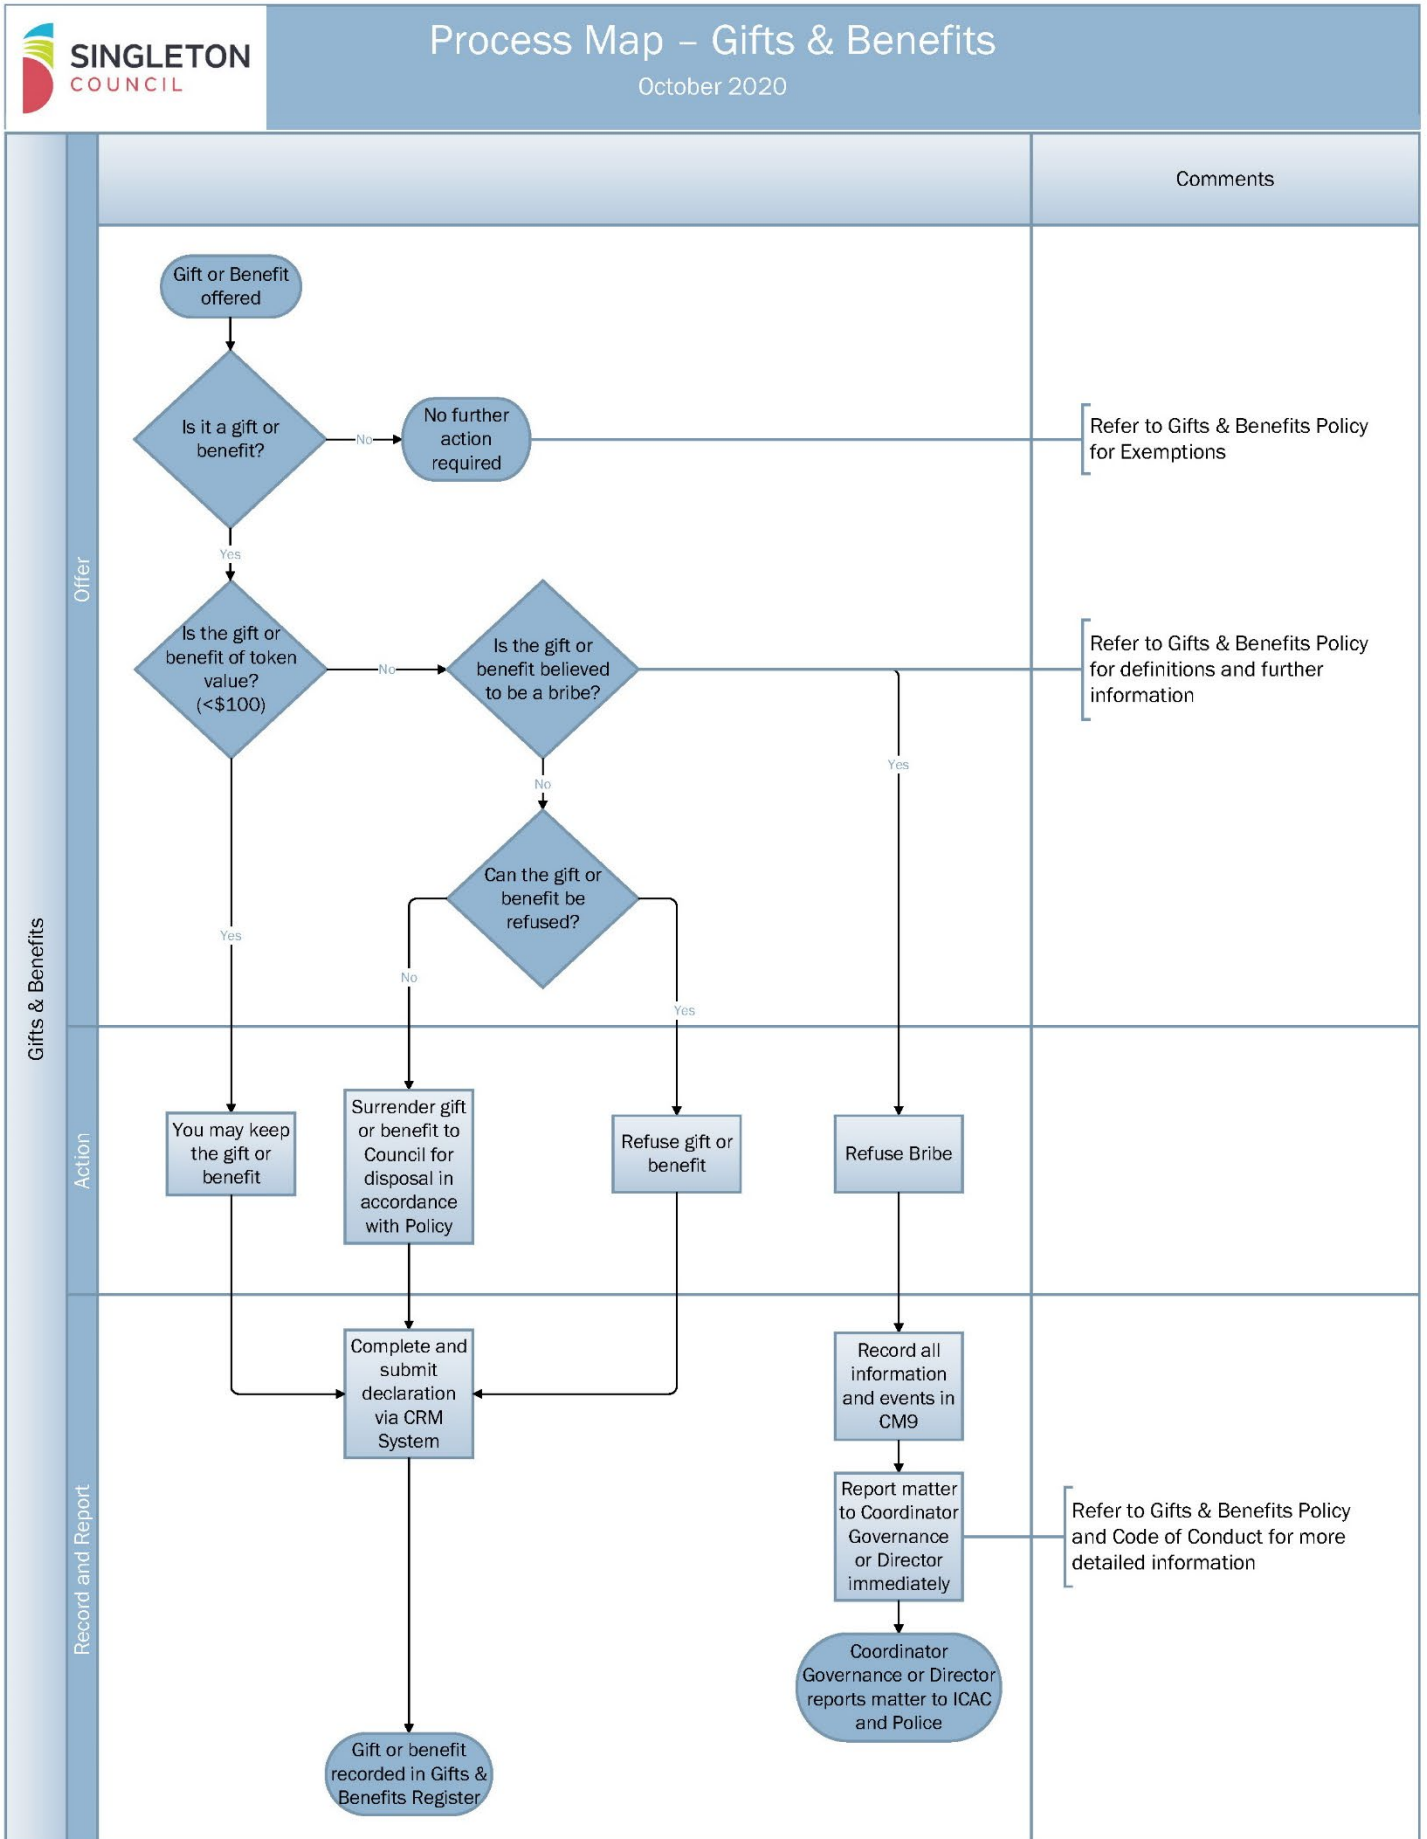 SINGLETON
COUNCIL
Process Map – Gifts & Benefits
October 2020
Comments
Gifts & Benefits
Offer
Gift or Benefit
offered
Is it a gift or
benefit?
No
No further
action
required
Refer to Gifts & Benefits Policy
for Exemptions
Yes
Is the gift or
benefit of token
value?
(<$100)
No
Is the gift or
benefit believed
to be a bribe?
Refer to Gifts & Benefits Policy
for definitions and further
information
Yes
No
Can the gift or
benefit be
refused?
Yes
No
Yes
Action
You may keep
the gift or
benefit
Surrender gift
or benefit to
Council for
disposal in
accordance
with Policy
Refuse gift or
benefit
Refuse Bribe
Record and Report
Complete and
submit
declaration
via CRM
System
Record all
information
and events in
CM9
Report matter
to Coordinator
Governance
or Director
immediately
Refer to Gifts & Benefits Policy
and Code of Conduct for more
detailed information
Coordinator
Governance or Director
reports matter to ICAC
and Police
Gift or benefit
recorded in Gifts &
Benefits Register